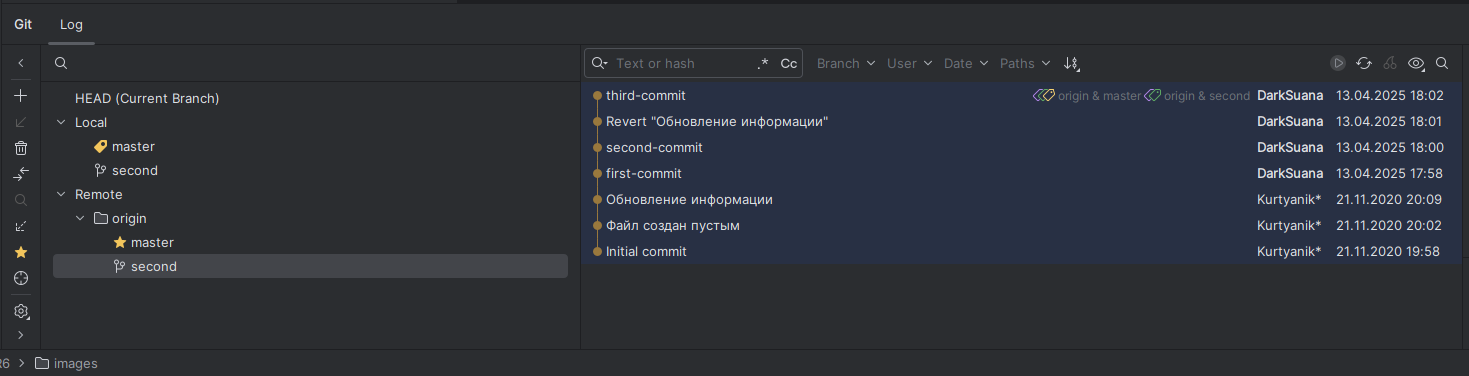 Git Log
Text or hash .* Cc Branch User Date Paths
HEAD (Current Branch)
Local
master
second
Remote
origin
master
second
third-commit origin & master origin & second DarkSuana 13.04.2025 18:02
Revert "Обновление информации" DarkSuana 13.04.2025 18:01
second-commit DarkSuana 13.04.2025 18:00
first-commit DarkSuana 13.04.2025 17:58
Обновление информации Kurtyanik* 21.11.2020 20:09
Файл создан пустым Kurtyanik* 21.11.2020 20:02
Initial commit Kurtyanik* 21.11.2020 19:58
images